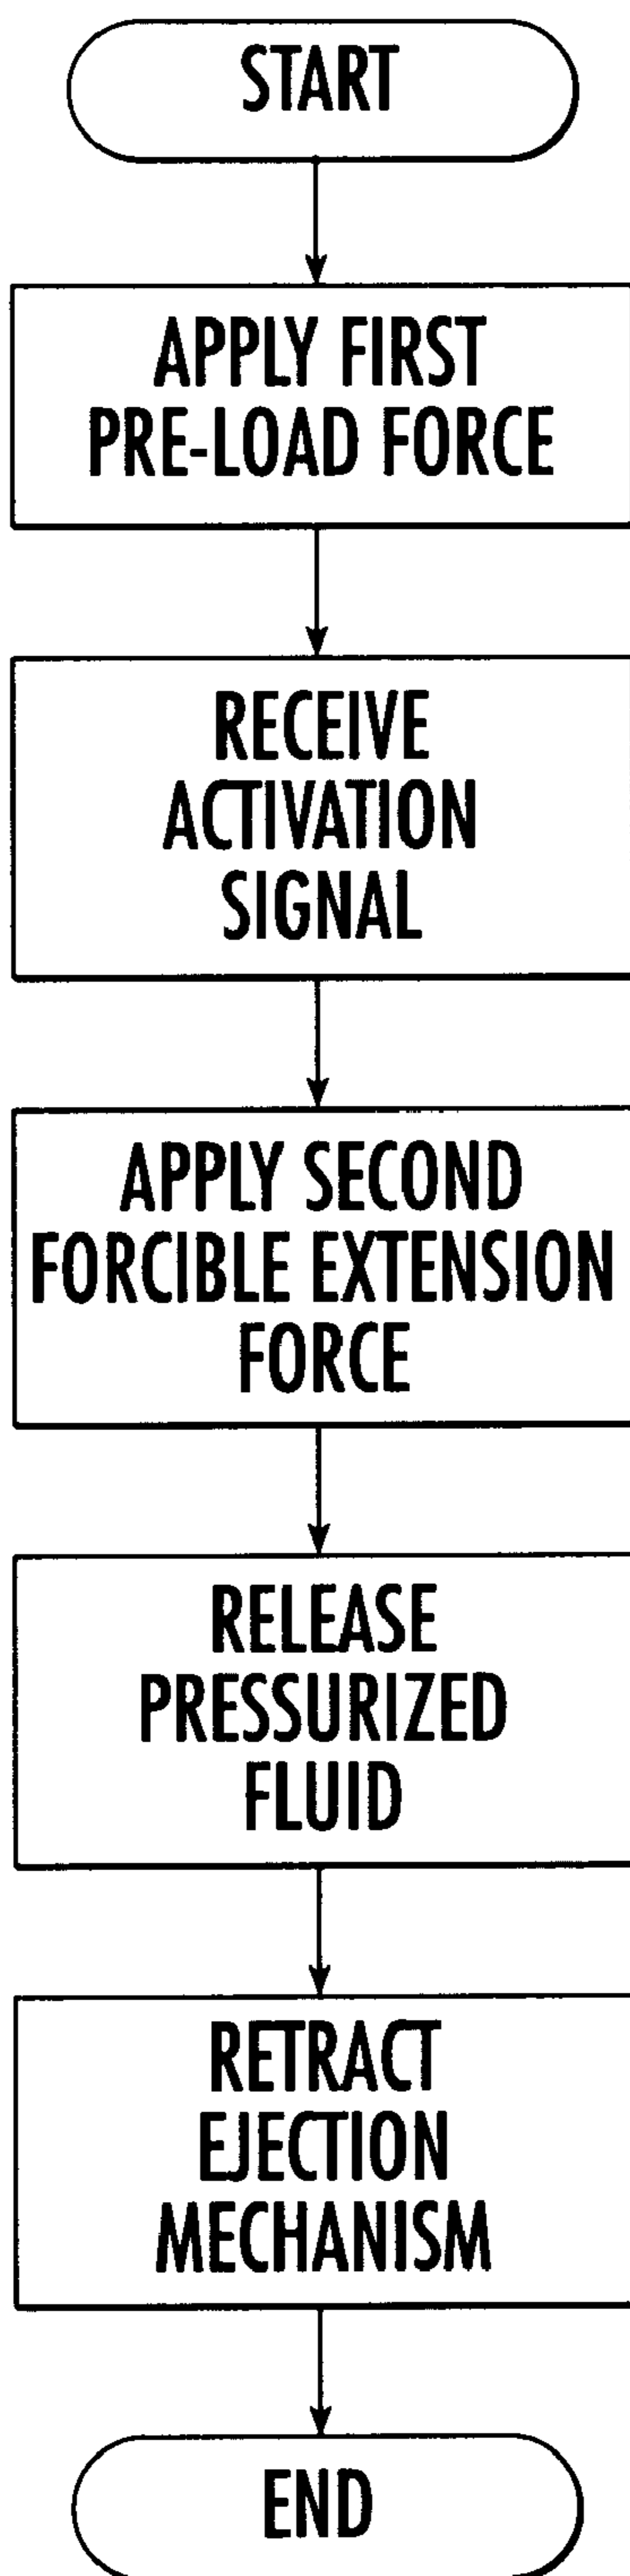 START
APPLY FIRST
PRE-LOAD FORCE
RECEIVE
ACTIVATION
SIGNAL
APPLY SECOND
FORCIBLE EXTENSION
FORCE
RELEASE
PRESSURIZED
FLUID
RETRACT
EJECTION
MECHANISM
END